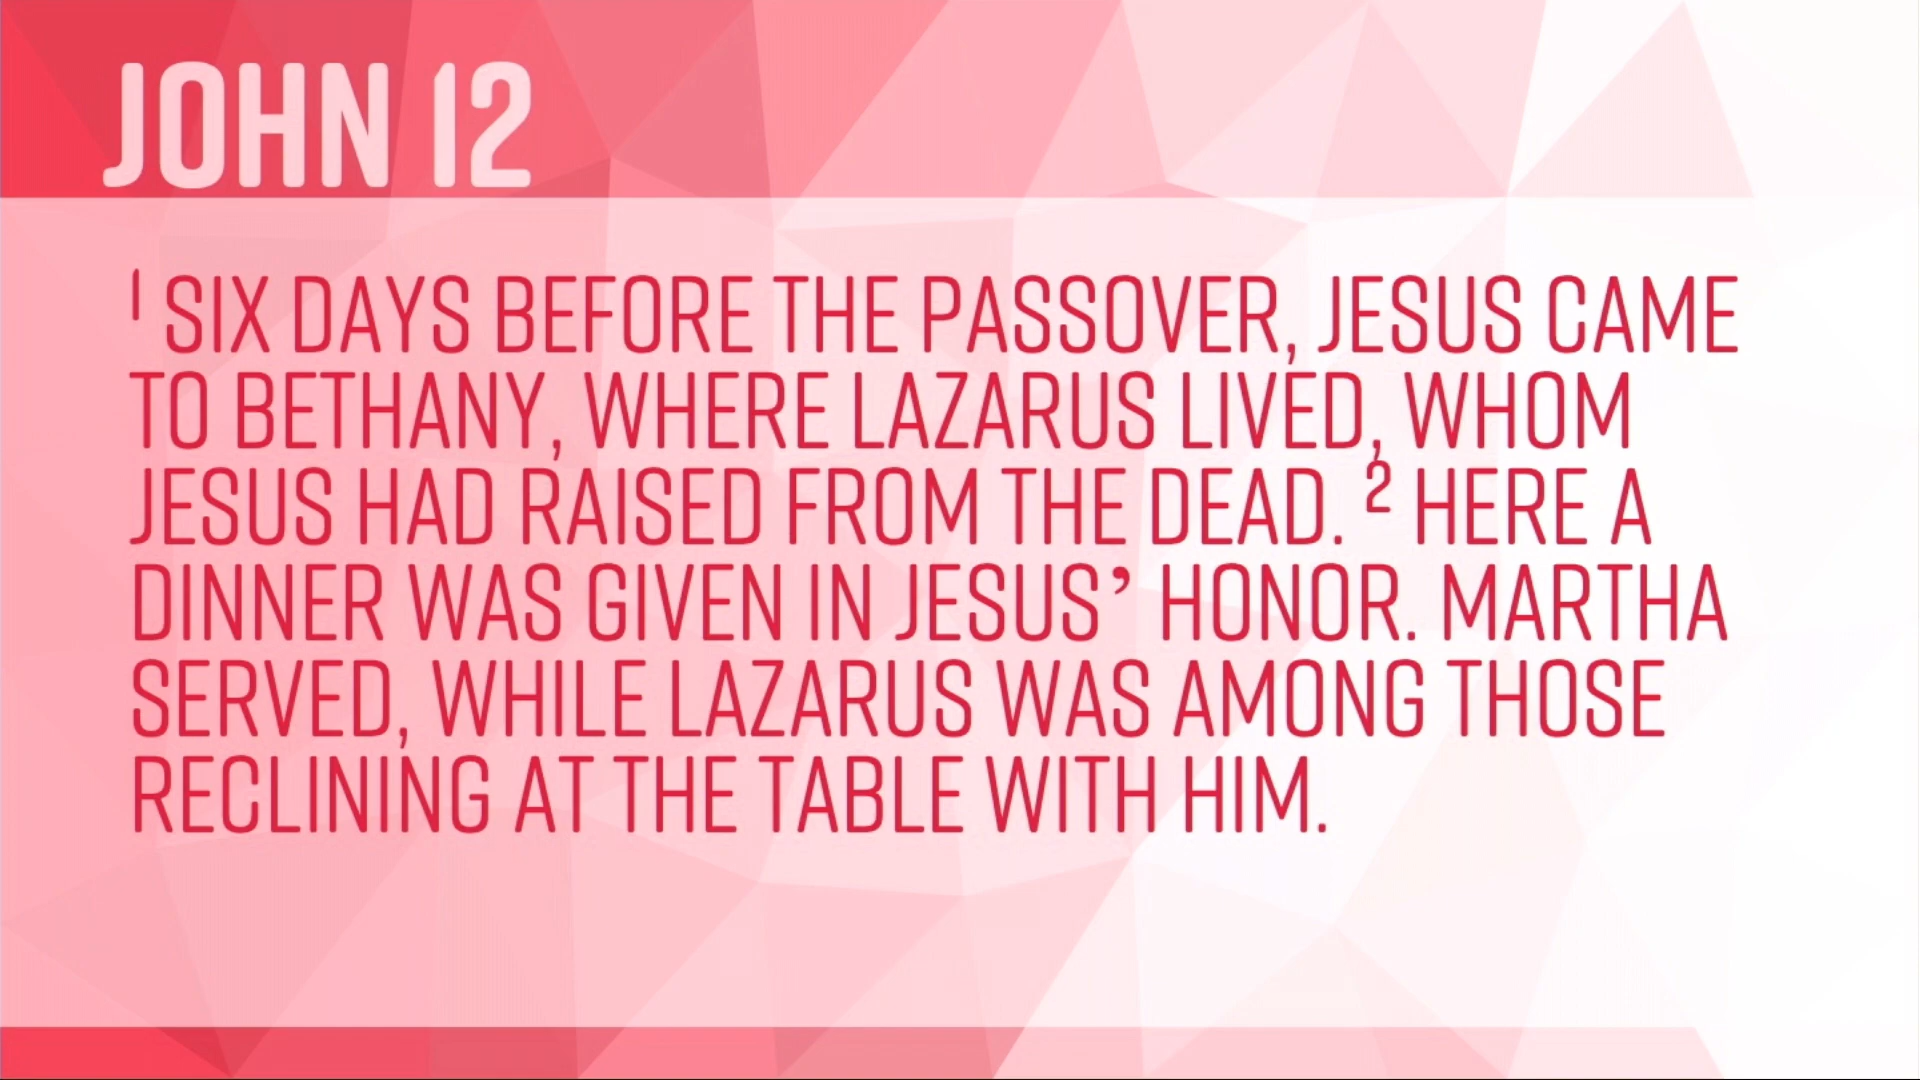 JOHN 12
¹ SIX DAYS BEFORE THE PASSOVER, JESUS CAME
TO BETHANY, WHERE LAZARUS LIVED, WHOM
JESUS HAD RAISED FROM THE DEAD. ² HERE A
DINNER WAS GIVEN IN JESUS’ HONOR. MARTHA
SERVED, WHILE LAZARUS WAS AMONG THOSE
RECLINING AT THE TABLE WITH HIM.